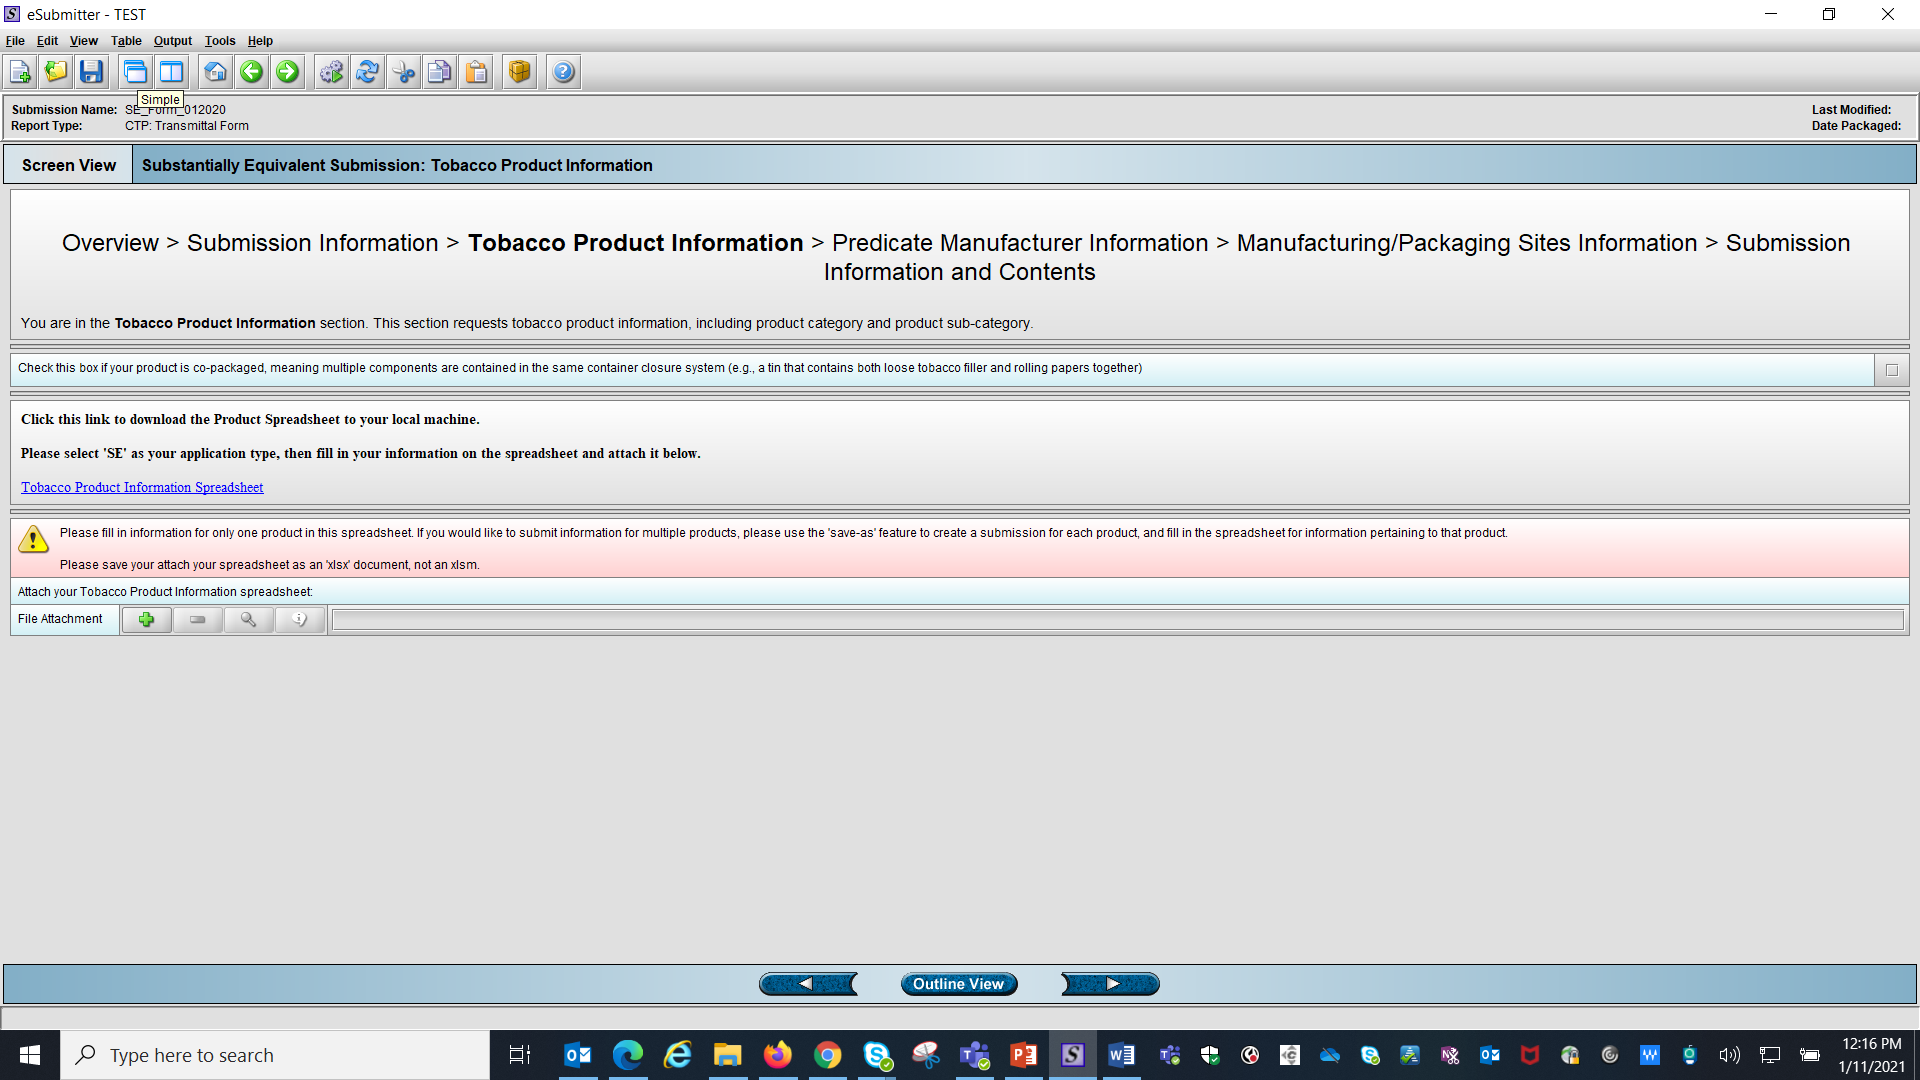 eSubmitter - TEST
File Edit View Table Output Tools Help
Simple
Submission Name: SE_Form_012020
Last Modified:
Report Type: CTP: Transmittal Form
Date Packaged:
Screen View
Substantially Equivalent Submission: Tobacco Product Information
Overview > Submission Information > Tobacco Product Information > Predicate Manufacturer Information > Manufacturing/Packaging Sites Information > Submission
Information and Contents
You are in the Tobacco Product Information section. This section requests tobacco product information, including product category and product sub-category.
Check this box if your product is co-packaged, meaning multiple components are contained in the same container closure system (e.g., a tin that contains both loose tobacco filler and rolling papers together)
Click this link to download the Product Spreadsheet to your local machine.
Please select 'SE' as your application type, then fill in your information on the spreadsheet and attach it below.
Tobacco Product Information Spreadsheet
Please fill in information for only one product in this spreadsheet. If you would like to submit information for multiple products, please use the 'save-as' feature to create a submission for each product, and fill in the spreadsheet for information pertaining to that product.
Please save your attach your spreadsheet as an 'xlsx' document, not an xlsm.
Attach your Tobacco Product Information spreadsheet:
File Attachment
Outline View
Type here to search
12:16 PM
1/11/2021